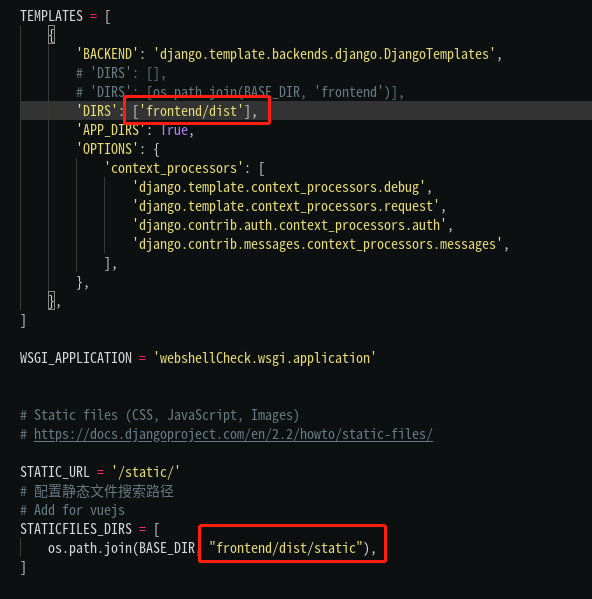 TEMPLATES = [
{
'BACKEND': 'django.template.backends.django.DjangoTemplates',
# 'DIRS': [],
# 'DIRS': [os.path.join(BASE_DIR, 'frontend')],
'DIRS': ['frontend/dist'],
'APP_DIRS': True,
'OPTIONS': {
'context_processors': [
'django.template.context_processors.debug',
'django.template.context_processors.request',
'django.contrib.auth.context_processors.auth',
'django.contrib.messages.context_processors.messages',
],
},
},
]
WSGI_APPLICATION = 'webshellCheck.wsgi.application'
# Static files (CSS, JavaScript, Images)
# https://docs.djangoproject.com/en/2.2/howto/static-files/
STATIC_URL = '/static/'
# 配置静态文件搜索路径
# Add for vuejs
STATICFILES_DIRS = [
os.path.join(BASE_DIR, "frontend/dist/static"),
]